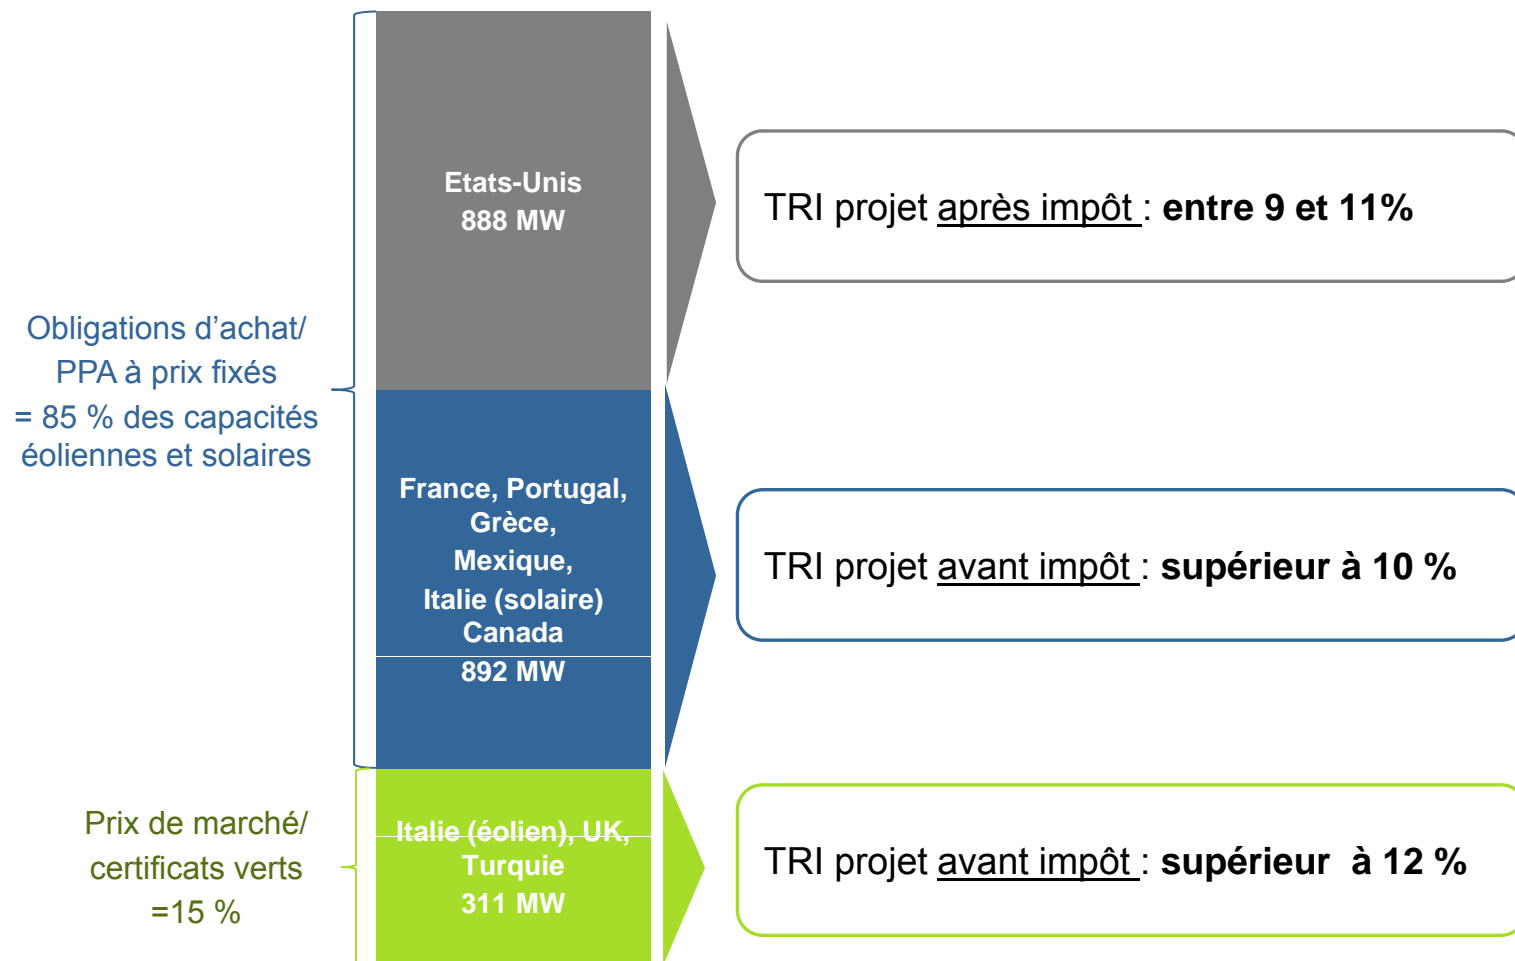 Obligations d’achat/
PPA à prix fixés
= 85 % des capacités
éoliennes et solaires
Etats-Unis
888 MW
TRI projet après impôt : entre 9 et 11%
France, Portugal,
Grèce,
Mexique,
Italie (solaire)
Canada
892 MW
TRI projet avant impôt : supérieur à 10 %
Prix de marché/
certificats verts
=15 %
Italie (éolien), UK,
Turquie
311 MW
TRI projet avant impôt : supérieur  à 12 %